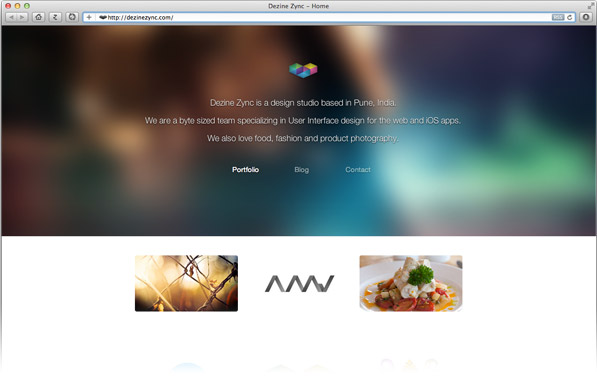 Dezine Zync – Home
http://dezinezync.com/
Dezine Zync is a design studio based in Pune, India.
We are a byte sized team specializing in User Interface design for the web and iOS apps.
We also love food, fashion and product photography.
Portfolio Blog Contact